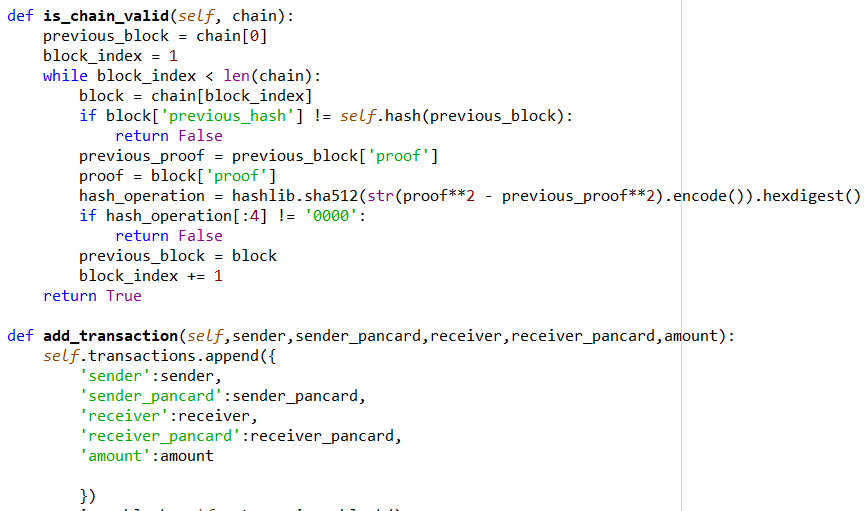 def is_chain_valid(self, chain):
    previous_block = chain[0]
    block_index = 1
    while block_index < len(chain):
        block = chain[block_index]
        if block['previous_hash'] != self.hash(previous_block):
            return False
        previous_proof = previous_block['proof']
        proof = block['proof']
        hash_operation = hashlib.sha512(str(proof**2 - previous_proof**2).encode()).hexdigest()
        if hash_operation[:4] != '0000':
            return False
        previous_block = block
        block_index += 1
    return True

def add_transaction(self,sender,sender_pancard,receiver,receiver_pancard,amount):
    self.transactions.append({
        'sender':sender,
        'sender_pancard':sender_pancard,
        'receiver':receiver,
        'receiver_pancard':receiver_pancard,
        'amount':amount

        })